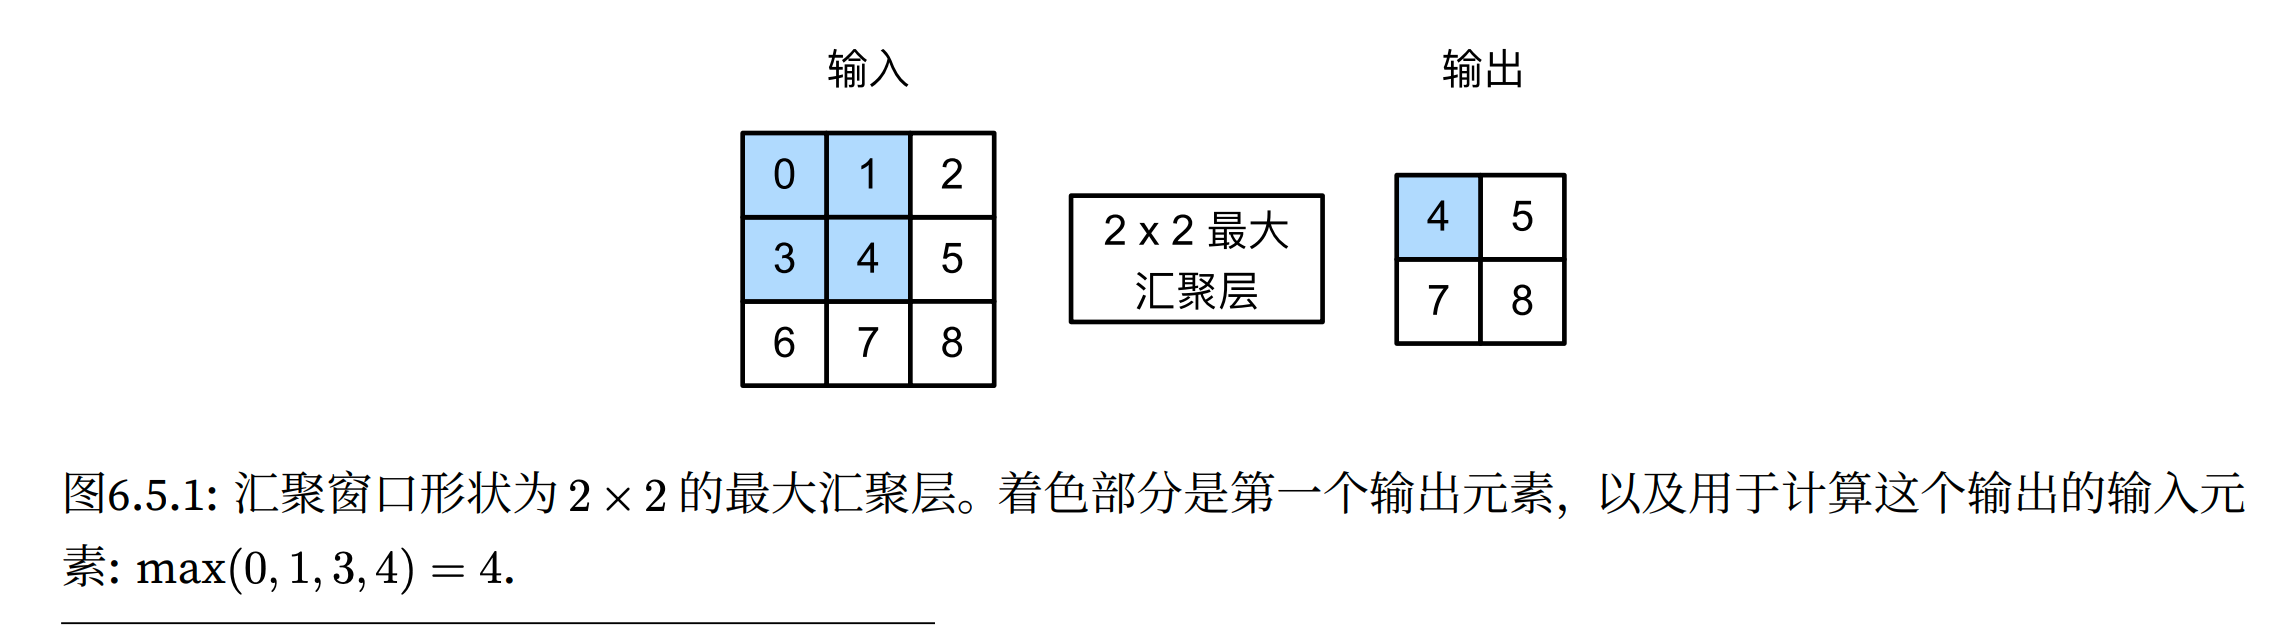 输入 输出
0 1 2
3 4 5
6 7 8
2 x 2 最大
汇聚层
4 5
7 8
图6.5.1: 汇聚窗口形状为 2 × 2 的最大汇聚层。着色部分是第一个输出元素，以及用于计算这个输出的输入元
素: max(0, 1, 3, 4) = 4.